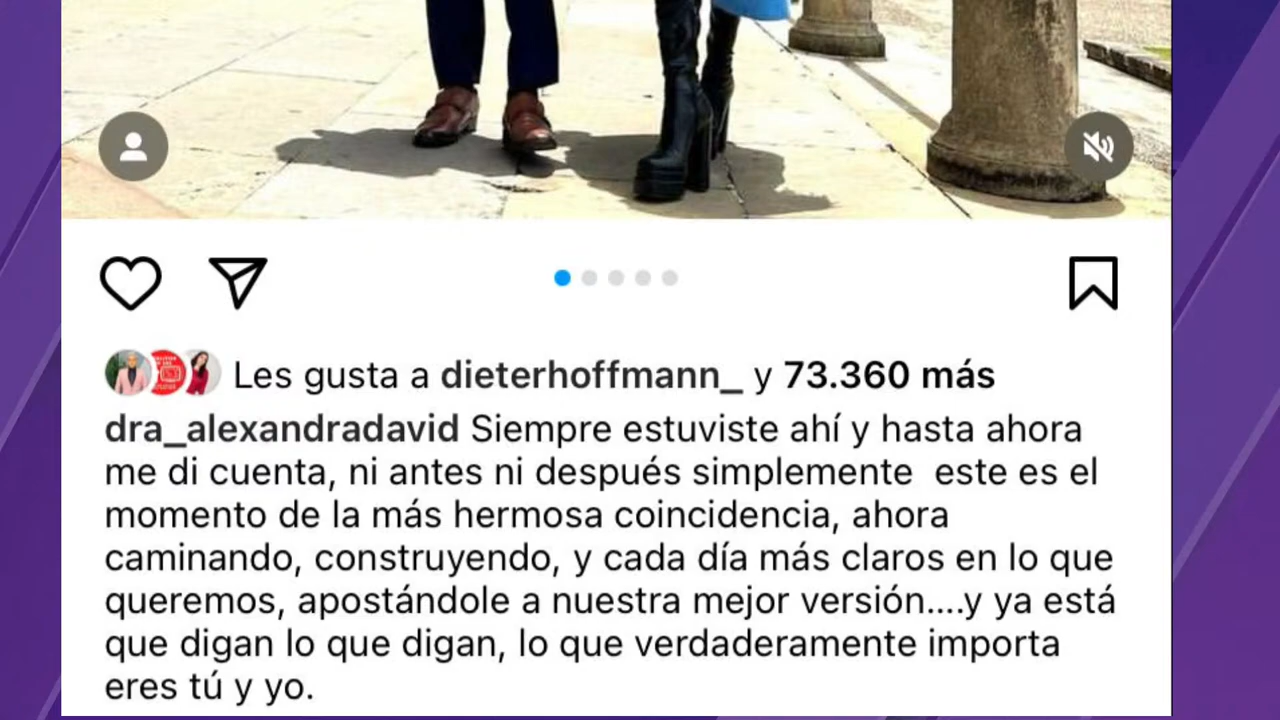 Les gusta a dieterhoffmann_ y 73.360 más
dra_alexandradavid Siempre estuviste ahí y hasta ahora
me di cuenta, ni antes ni después simplemente  este es el
momento de la más hermosa coincidencia, ahora
caminando, construyendo, y cada día más claros en lo que
queremos, apostándole a nuestra mejor versión....y ya está
que digan lo que digan, lo que verdaderamente importa
eres tú y yo.